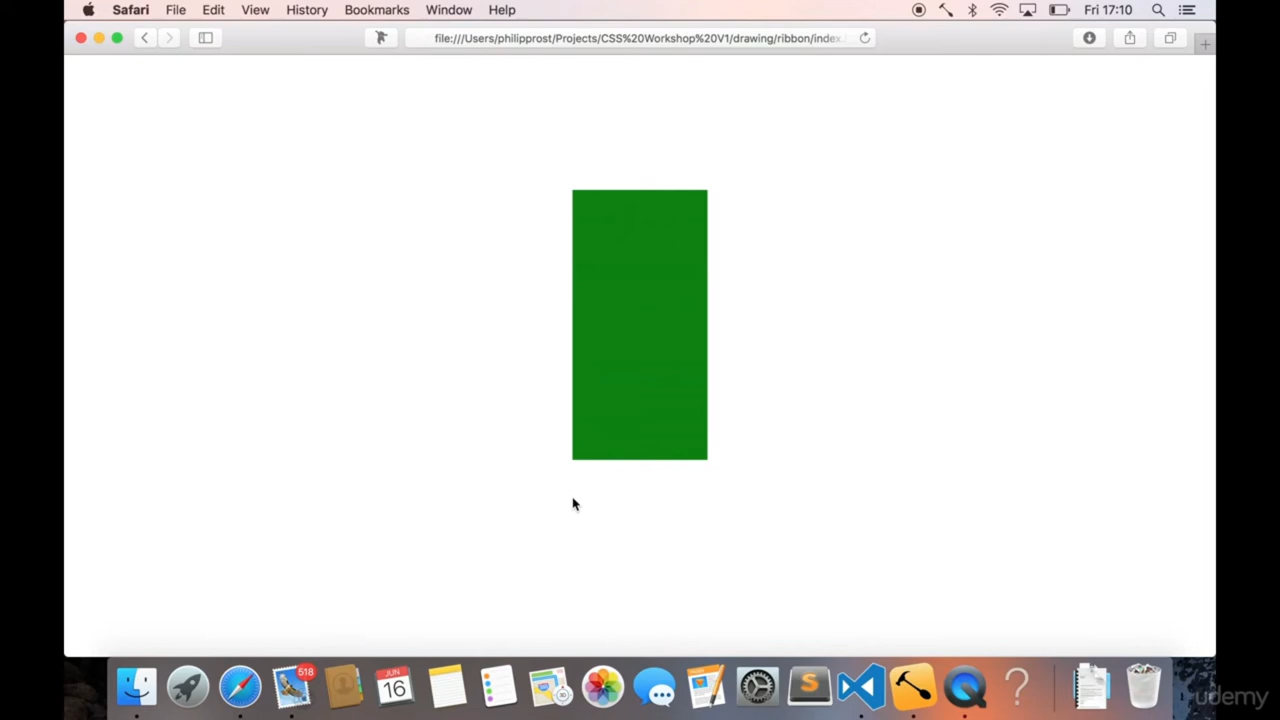 Safari File Edit View History Bookmarks Window Help Fri 17:10
file:///Users/philipprost/Projects/CSS%20Workshop%20V1/drawing/ribbon/index.
518
JUN
16
3D
S
?
udemy